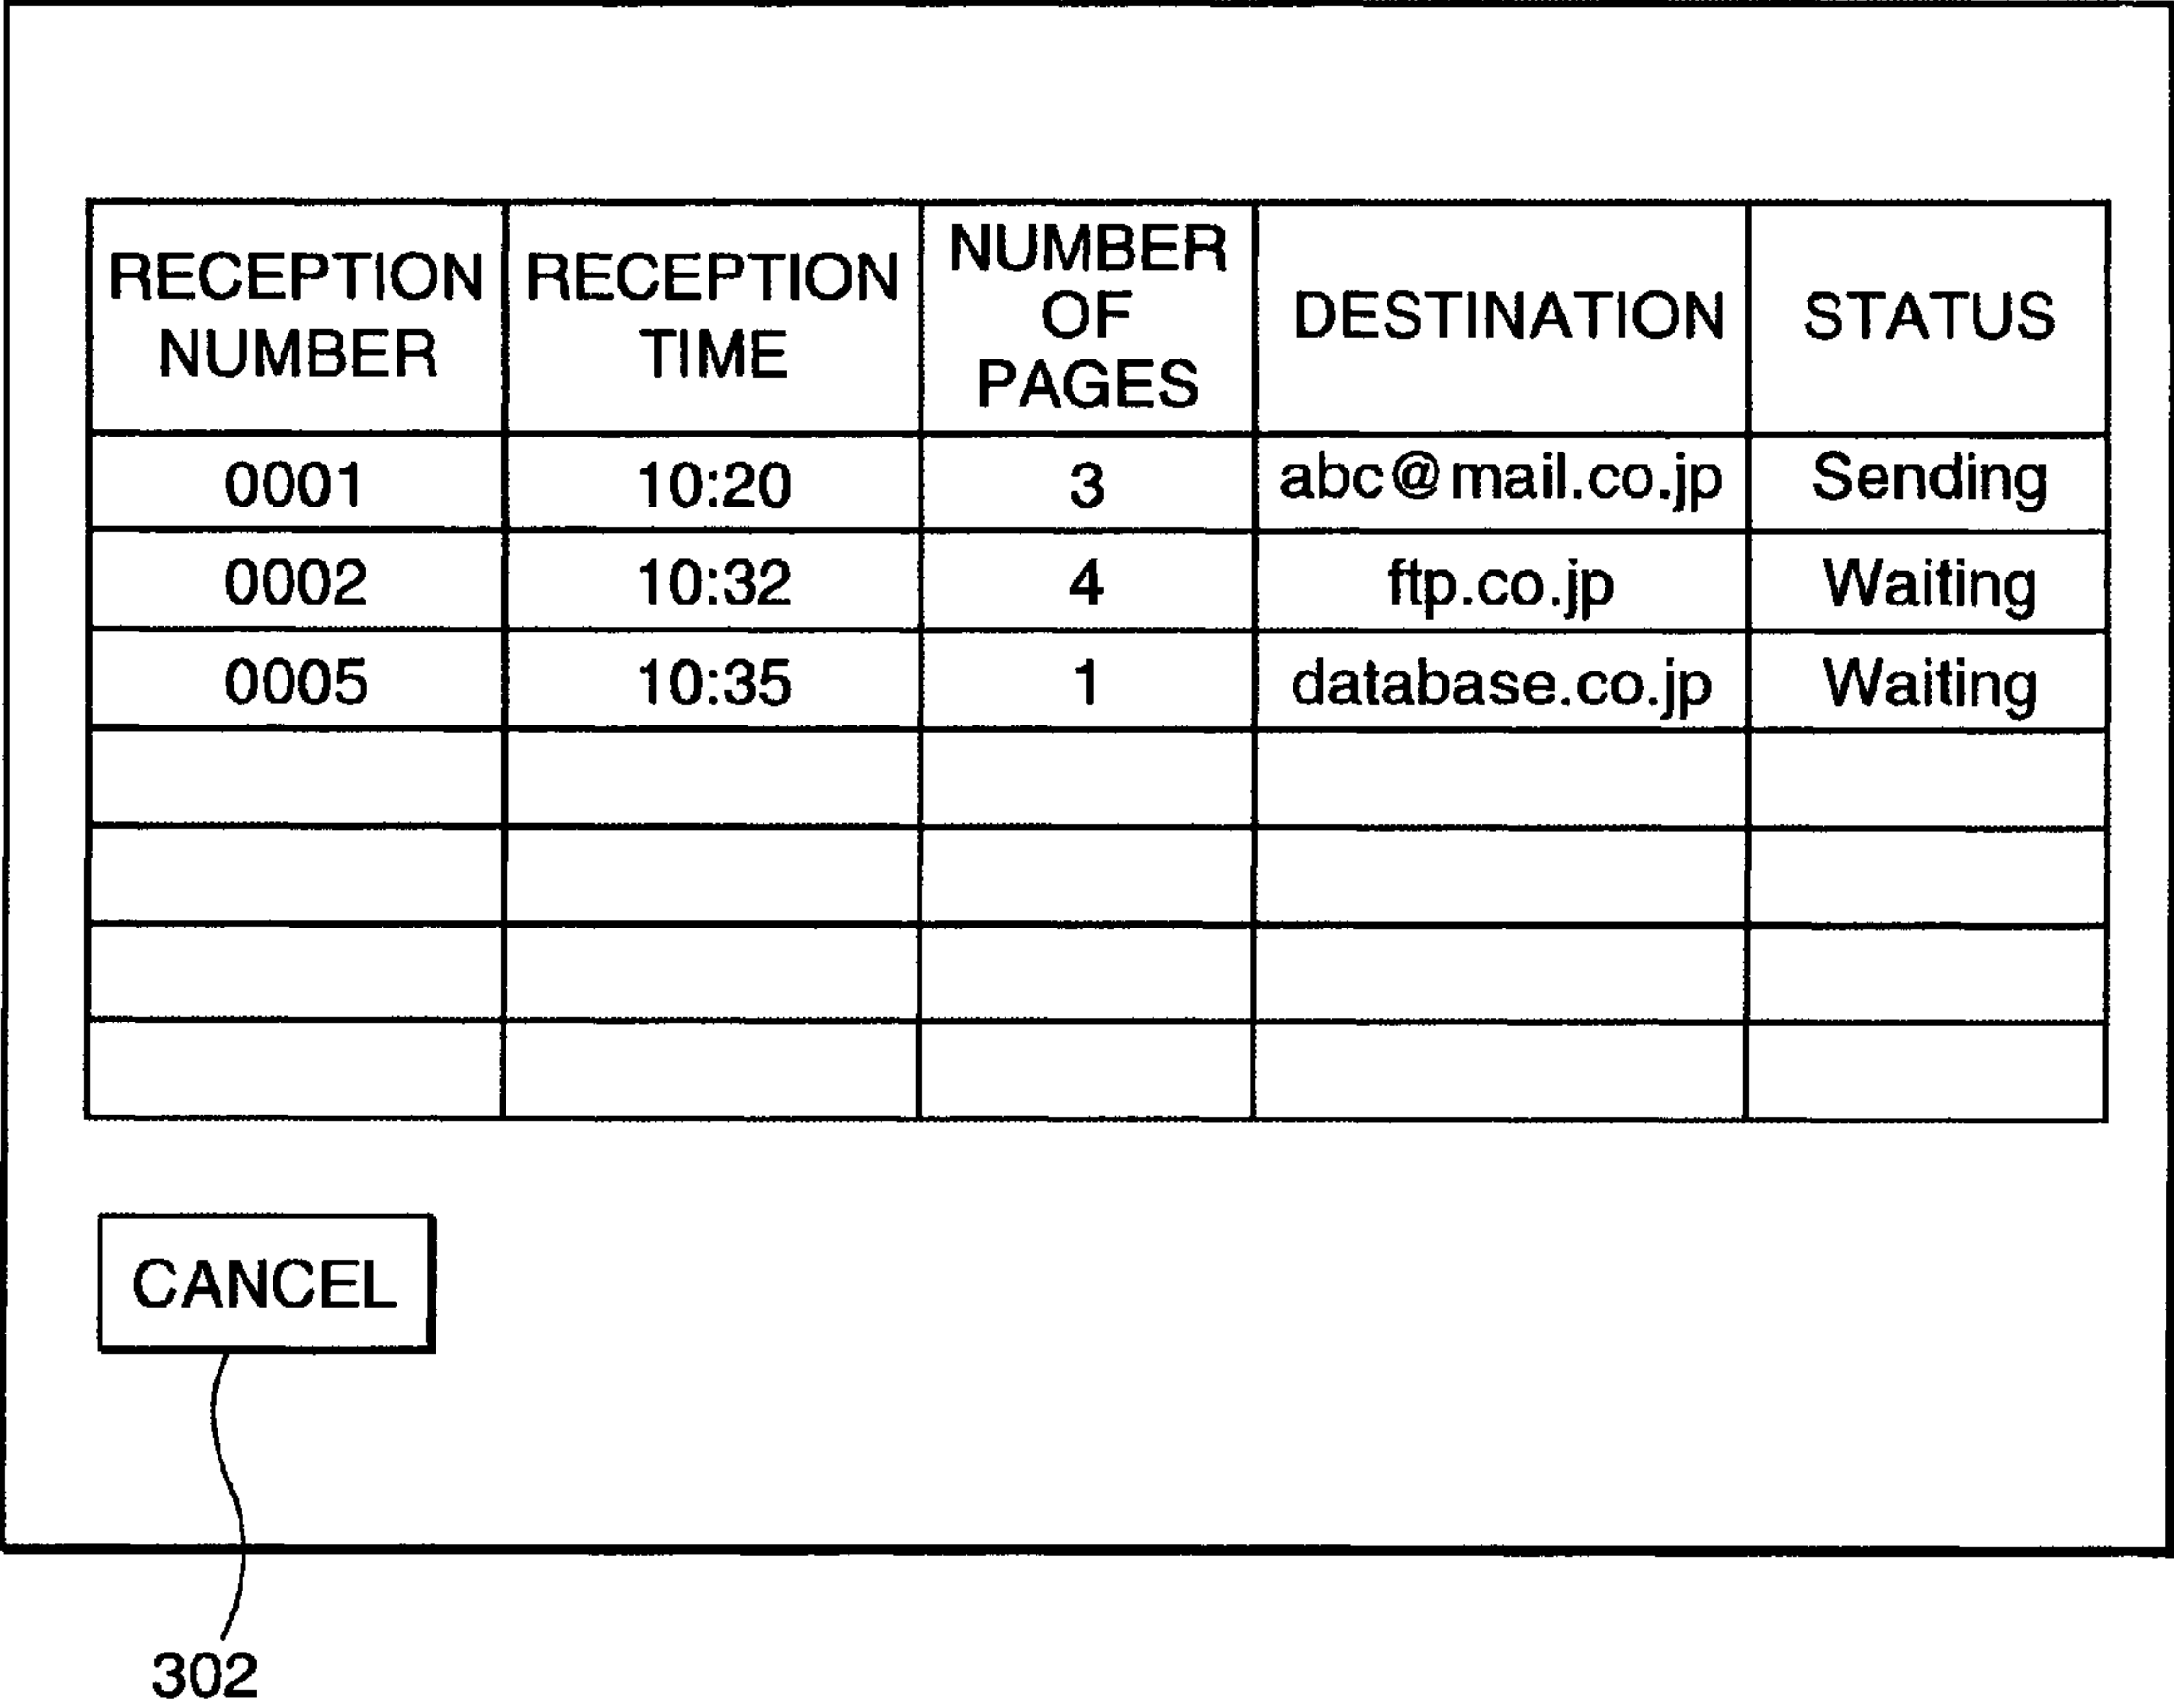 RECEPTION NUMBER RECEPTION TIME NUMBER OF PAGES DESTINATION STATUS
0001 10:20 3 abc@mail.co.jp Sending
0002 10:32 4 ftp.co.jp Waiting
0005 10:35 1 database.co.jp Waiting
CANCEL
302